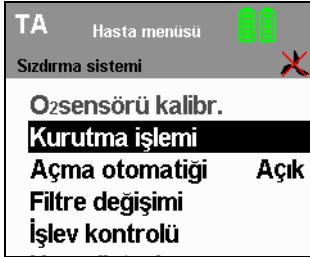 TA Hasta menüsü
Sızdırma sistemi
O₂sensörü kalibr.
Kurutma işlemi
Açma otomatiği Açık
Filtre değişimi
İşlev kontrolü